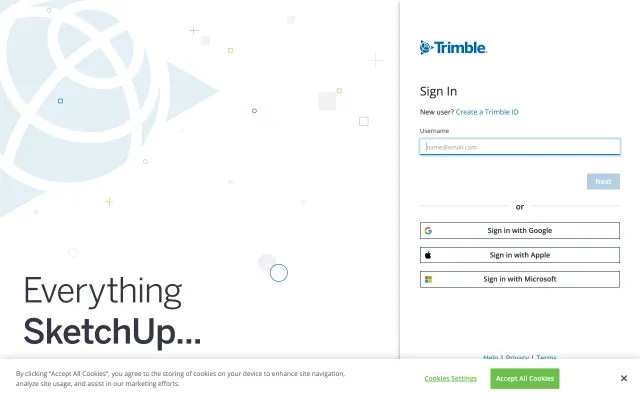 Trimble.
Sign In
New user? Create a Trimble ID
Username
name@email.com
Next
or
Sign in with Google
Sign in with Apple
Sign in with Microsoft
Everything
SketchUp...
Help | Privacy | Terms
By clicking "Accept All Cookies", you agree to the storing of cookies on your device to enhance site navigation,
analyze site usage, and assist in our marketing efforts.
Cookies Settings
Accept All Cookies